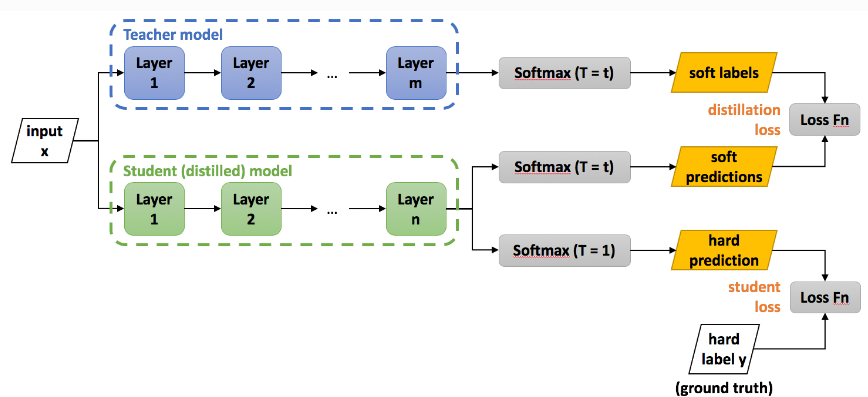 Teacher model
Layer
1
Layer
2
...
Layer
m
Softmax (T = t)
soft labels
distillation
loss
Loss Fn
input
x
Student (distilled) model
Layer
1
Layer
2
...
Layer
n
Softmax (T = t)
soft
predictions
Softmax (T = 1)
hard
prediction
student
loss
Loss Fn
hard
label y
(ground truth)